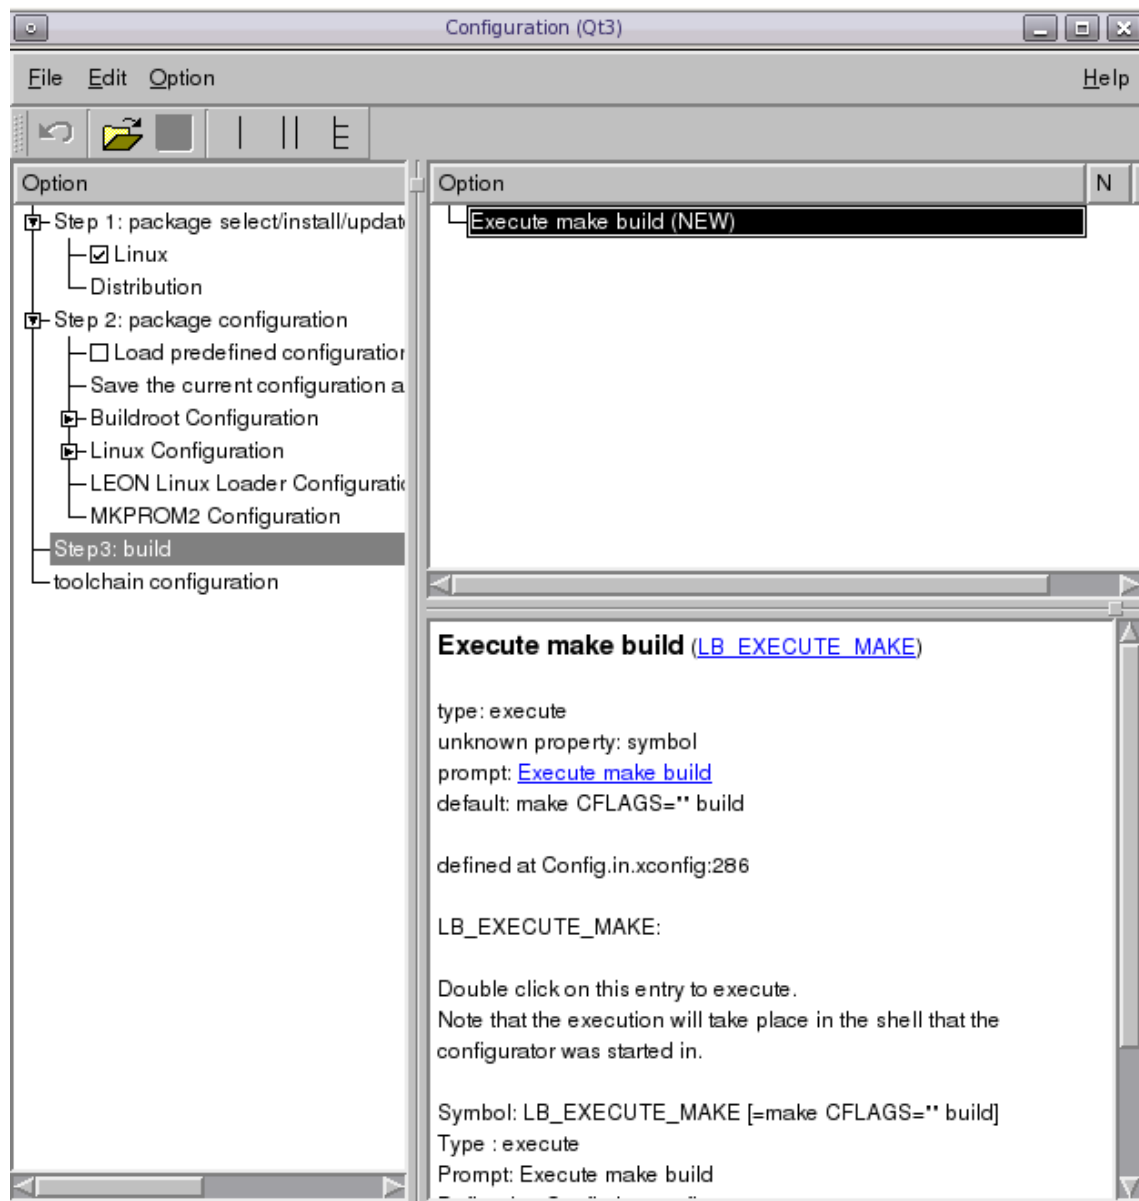 Configuration (Qt3)
File Edit Option Help
Option
Step 1: package select/install/updat
Linux
Distribution
Step 2: package configuration
Load predefined configuration
Save the current configuration a
Buildroot Configuration
Linux Configuration
LEON Linux Loader Configuratio
MKPROM2 Configuration
Step3: build
toolchain configuration
Option N
Execute make build (NEW)
Execute make build (LB_EXECUTE_MAKE)
type: execute
unknown property: symbol
prompt: Execute make build
default: make CFLAGS="" build
defined at Config.in.xconfig:286
LB_EXECUTE_MAKE:
Double click on this entry to execute.
Note that the execution will take place in the shell that the
configurator was started in.
Symbol: LB_EXECUTE_MAKE [=make CFLAGS="" build]
Type : execute
Prompt: Execute make build